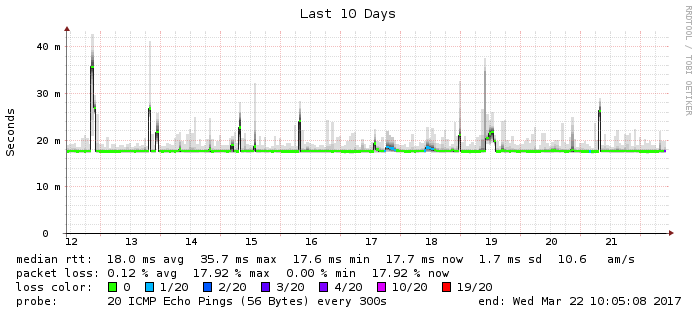 Last 10 Days
RRDTOOL / TOBI OETIKER
Seconds
40 m
30 m
20 m
10 m
0
12 13 14 15 16 17 18 19 20 21
median rtt: 18.0 ms avg 35.7 ms max 17.6 ms min 17.7 ms now 1.7 ms sd 10.6 am/s
packet loss: 0.12 % avg 17.92 % max 0.00 % min 17.92 % now
loss color: 0 1/20 2/20 3/20 4/20 10/20 19/20
probe: 20 ICMP Echo Pings (56 Bytes) every 300s end: Wed Mar 22 10:05:08 2017